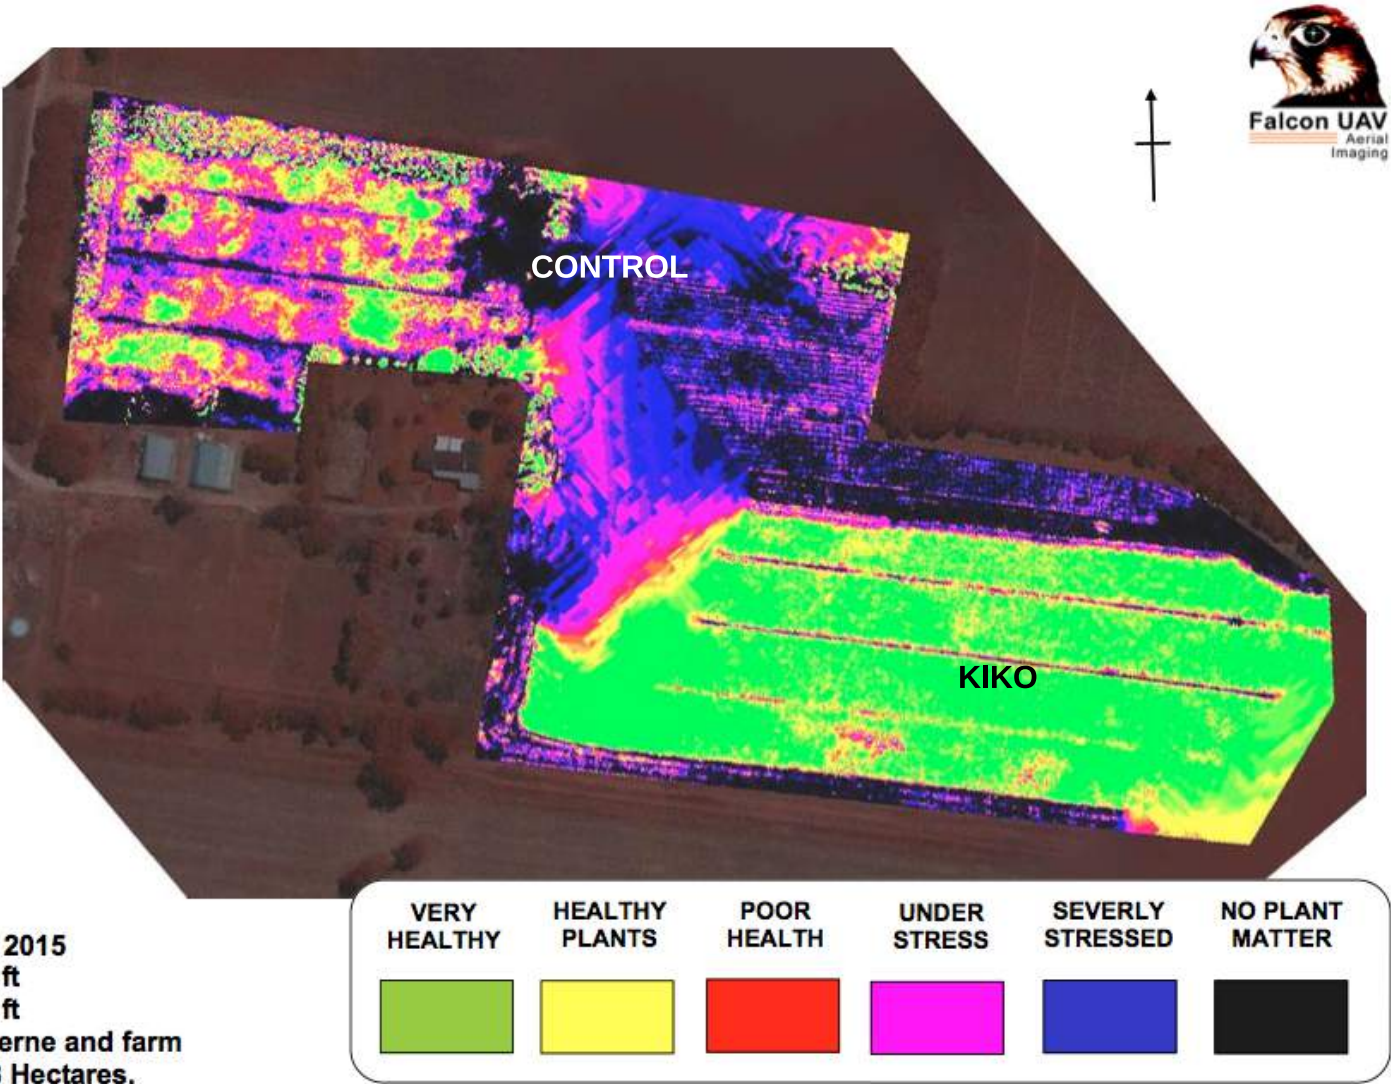 Falcon UAV
Aerial
Imaging
CONTROL
KIKO
VERY
HEALTHY
HEALTHY
PLANTS
POOR
HEALTH
UNDER
STRESS
SEVERLY
STRESSED
NO PLANT
MATTER
2015
ft
ft
erne and farm
Hectares.